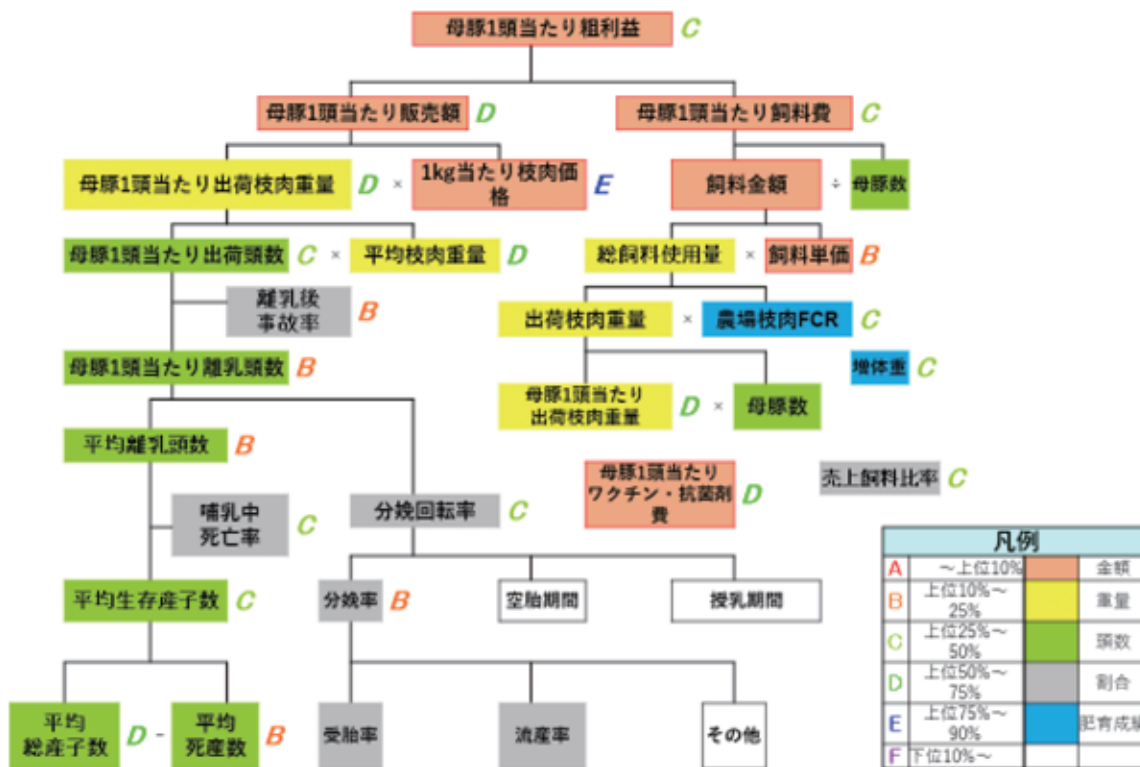 母豚1頭当たり粗利益 C
母豚1頭当たり販売額 D
母豚1頭当たり飼料費 C
母豚1頭当たり出荷枝肉重量 D ×
1kg当たり枝肉価
格 E
飼料金額 ÷ 母豚数
母豚1頭当たり出荷頭数 C × 平均枝肉重量 D
総飼料使用量 × 飼料単価 B
離乳後
事故率 B
出荷枝肉重量 × 農場枝肉FCR C
母豚1頭当たり離乳頭数 B
増体重 C
母豚1頭当たり
出荷枝肉重量 D × 母豚数
平均離乳頭数 B
母豚1頭当たり
ワクチン・抗菌剤
費 D
売上飼料比率 C
哺乳中
死亡率 C
分娩回転率 C
平均生存産子数 C
分娩率 B
空胎期間
授乳期間
平均
総産子数 D -
平均
死産数 B
受胎率
流産率
その他
凡例
A ～上位10% 金額
B 上位10%～
25% 重量
C 上位25%～
50% 頭数
D 上位50%～
75% 割合
E 上位75%～
90% 肥育成績
F 下位10%～